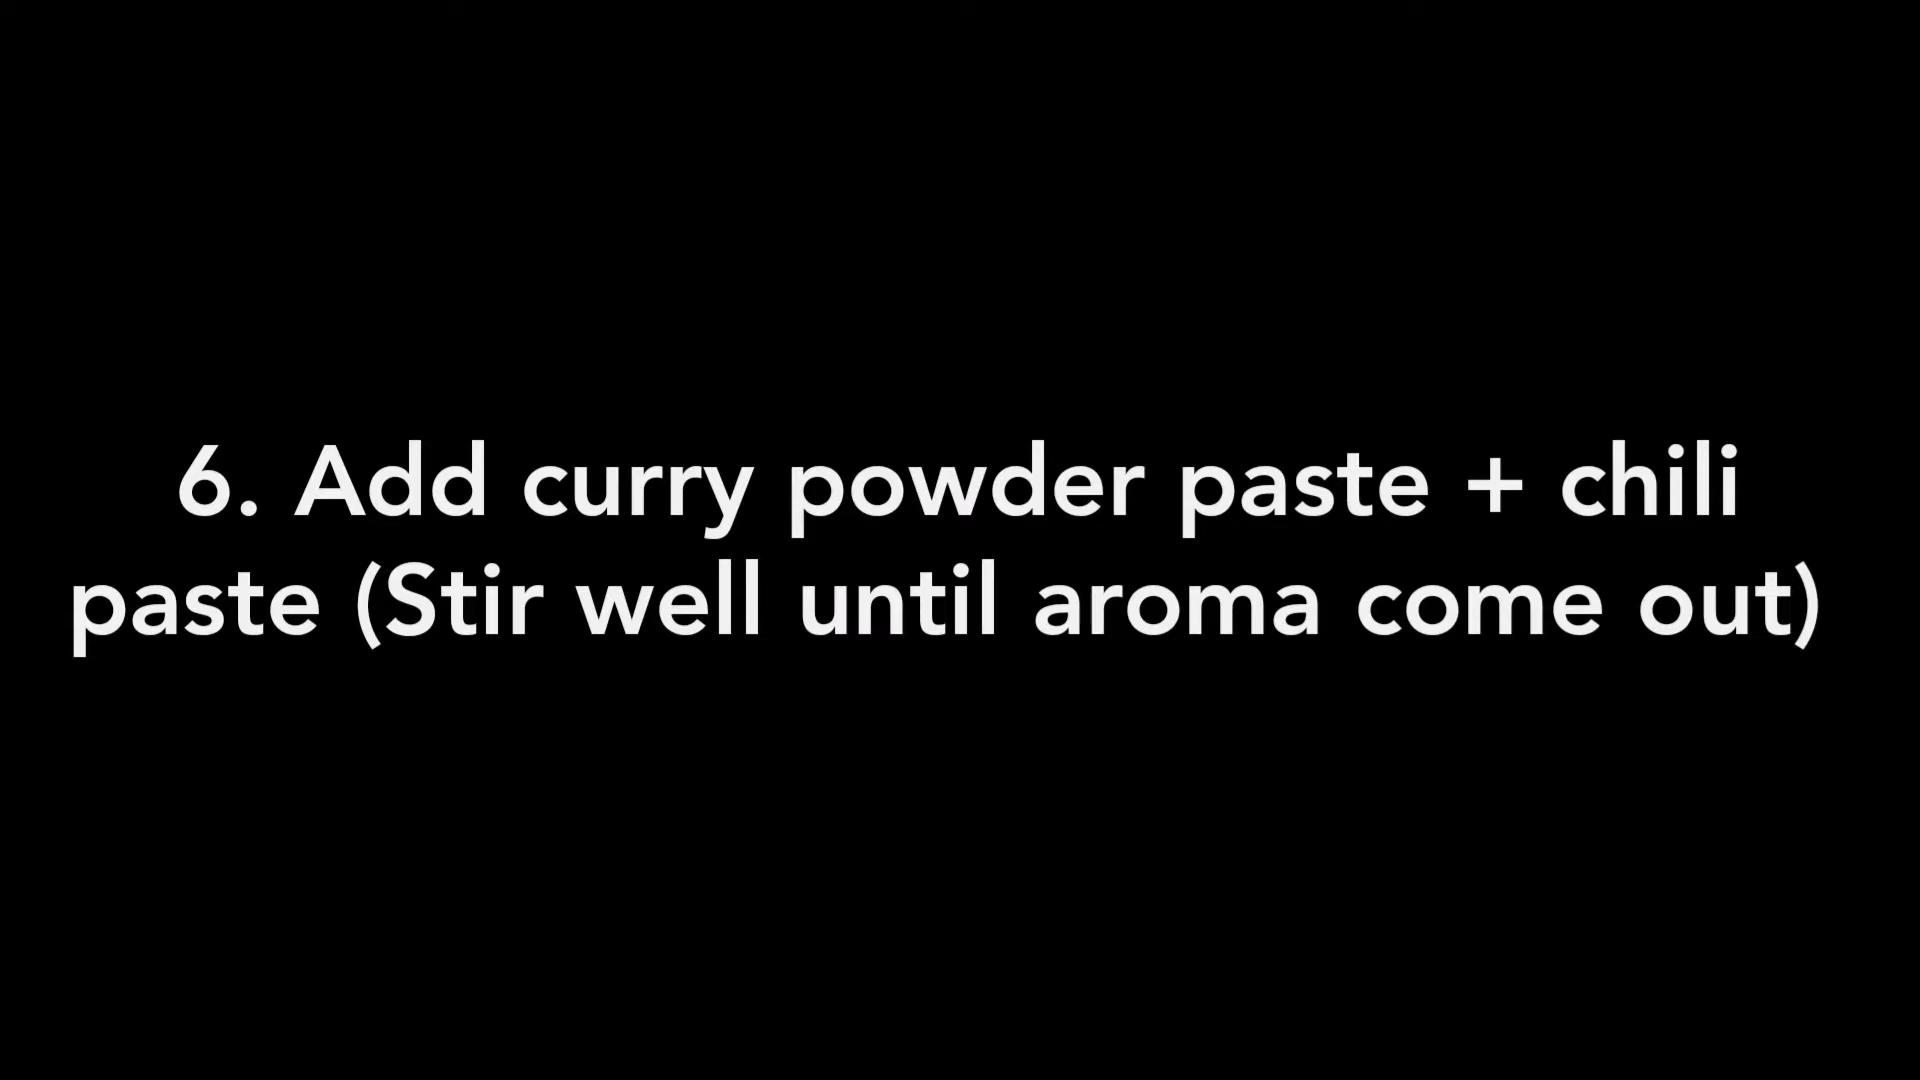 6. Add curry powder paste + chili
paste (Stir well until aroma come out)